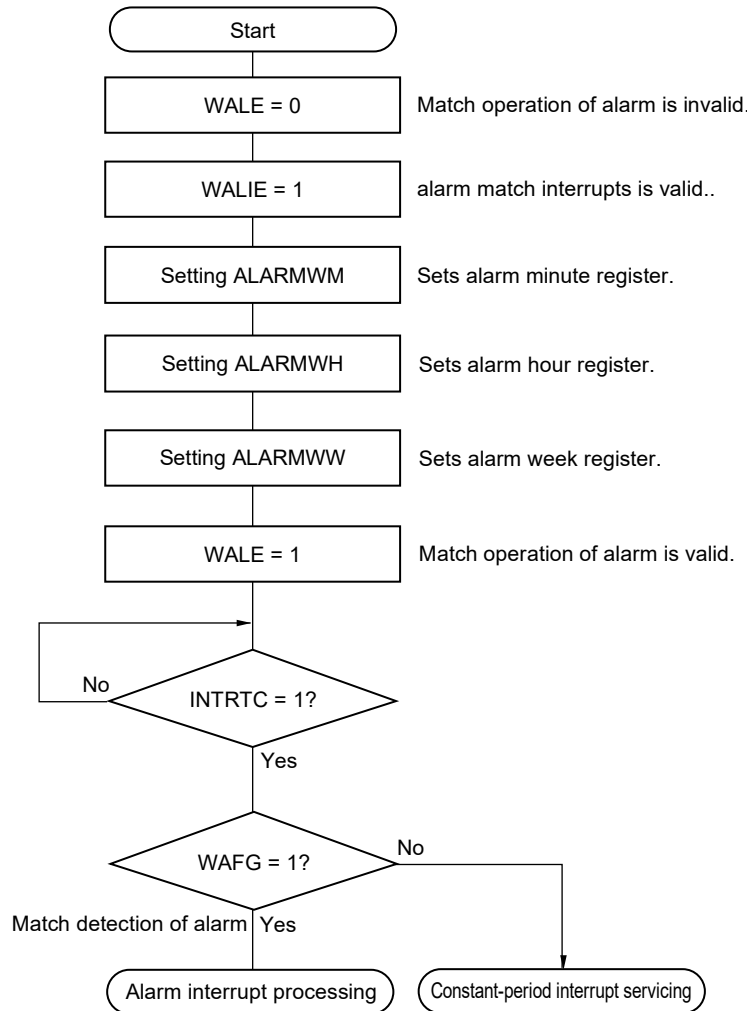 Start
WALE = 0
Match operation of alarm is invalid.
WALIE = 1
alarm match interrupts is valid..
Setting ALARMWM
Sets alarm minute register.
Setting ALARMWH
Sets alarm hour register.
Setting ALARMWW
Sets alarm week register.
WALE = 1
Match operation of alarm is valid.
No
INTRTC = 1?
Yes
No
WAFG = 1?
Match detection of alarm
Yes
Alarm interrupt processing
Constant-period interrupt servicing